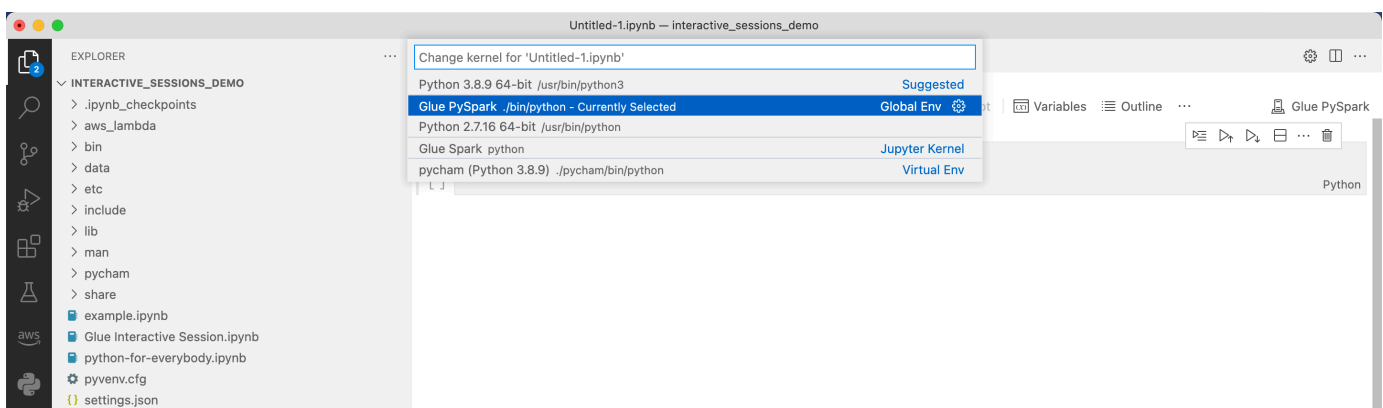 Untitled-1.ipynb — interactive_sessions_demo
2
EXPLORER
INTERACTIVE_SESSIONS_DEMO
.ipynb_checkpoints
aws_lambda
bin
data
etc
include
lib
man
pycham
share
example.ipynb
Glue Interactive Session.ipynb
python-for-everybody.ipynb
pyvenv.cfg
{} settings.json
aws
Change kernel for 'Untitled-1.ipynb'
Python 3.8.9 64-bit /usr/bin/python3 Suggested
Glue PySpark ./bin/python - Currently Selected Global Env
Python 2.7.16 64-bit /usr/bin/python
Glue Spark python Jupyter Kernel
pycham (Python 3.8.9) ./pycham/bin/python Virtual Env
Variables Outline ... Glue PySpark
[ ]
Python